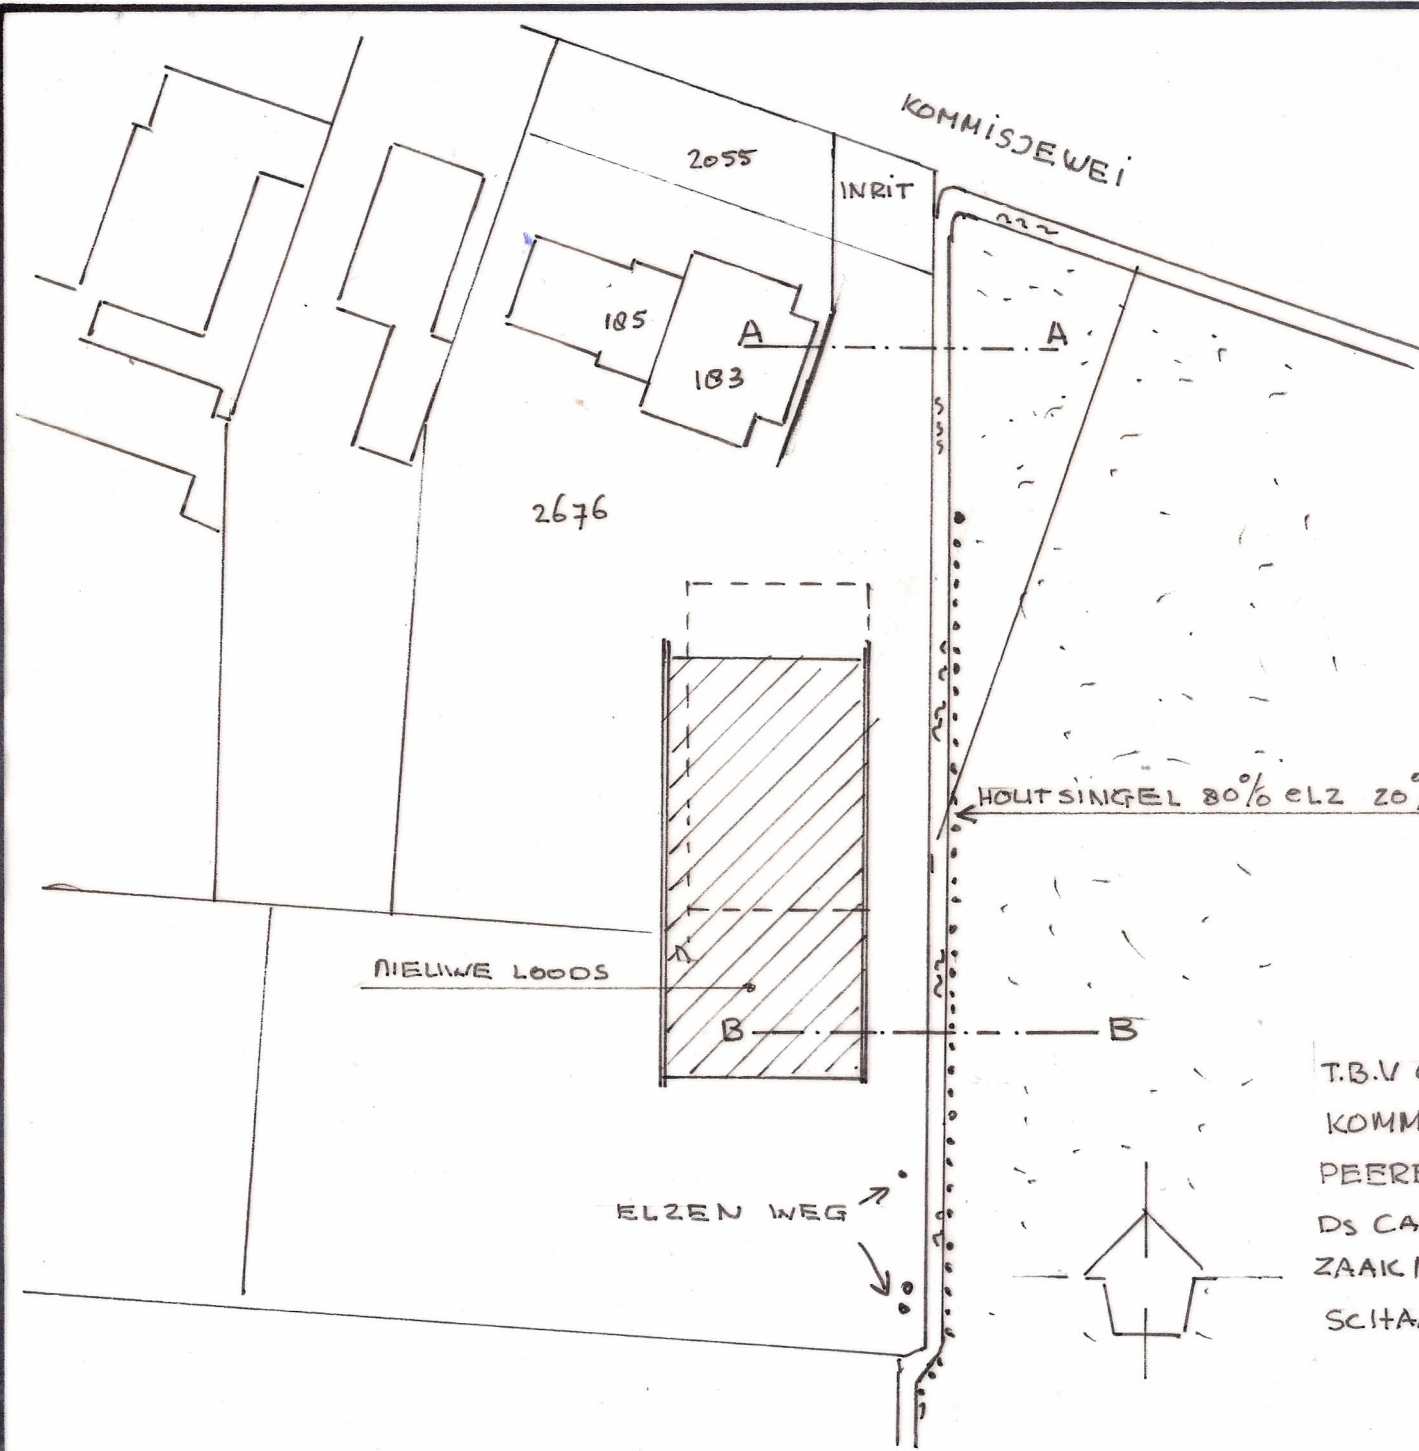 KOMMISJEWEI
2055
INRIT
185
A
A
183
2676
HOUTSINGEL 80% ELZ 20%
NIEUWE LOODS
B
B
T.B.V
KOMM
PEERE
ELZEN WEG
DS CA
ZAAK
SCHA